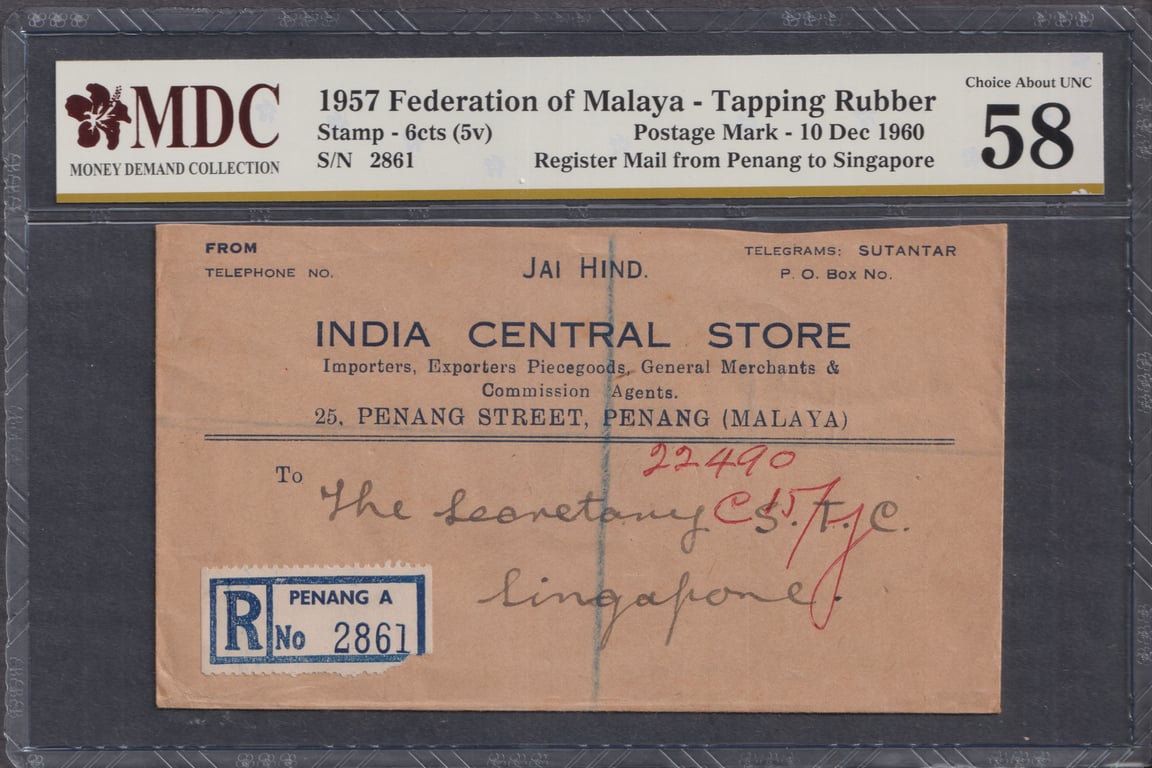 MDC
MONEY DEMAND COLLECTION
1957 Federation of Malaya - Tapping Rubber
Stamp - 6cts (5v) Postage Mark - 10 Dec 1960
S/N 2861 Register Mail from Penang to Singapore
Choice About UNC
58
FROM
TELEPHONE NO.
JAI HIND.
TELEGRAMS: SUTANTAR
P. O. Box No.
INDIA CENTRAL STORE
Importers, Exporters Piecegoods, General Merchants &
Commission Agents.
25, PENANG STREET, PENANG (MALAYA)
22490
To
The Secretary S.T.C.
Singapore.
R
PENANG A
No 2861